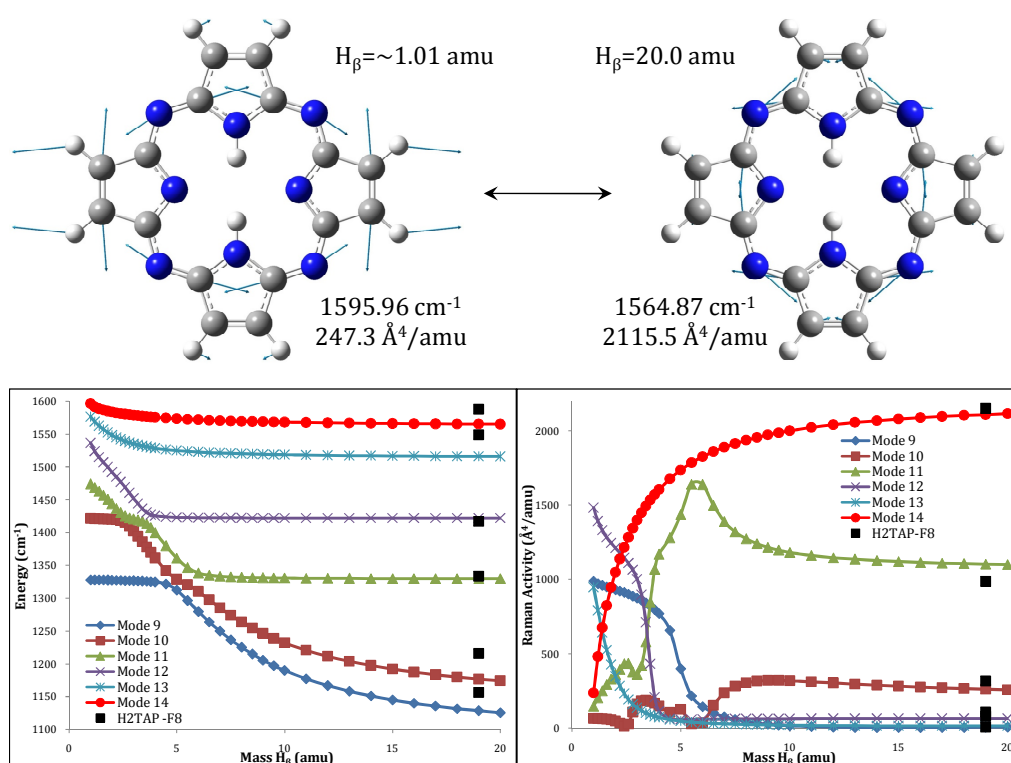 H_β=~1.01 amu
H_β=20.0 amu
1595.96 cm⁻¹
247.3 Å⁴/amu
1564.87 cm⁻¹
2115.5 Å⁴/amu
Energy (cm⁻¹)
1600
1550
1500
1450
1400
1350
1300
1250
1200
1150
1100
Mode 9
Mode 10
Mode 11
Mode 12
Mode 13
Mode 14
H2TAP -F8
0
5
10
15
20
Mass H_β (amu)
Raman Activity (Å⁴/amu)
2000
1500
1000
500
0
Mode 9
Mode 10
Mode 11
Mode 12
Mode 13
Mode 14
H2TAP-F8
0
5
10
15
20
Mass H_β (amu)